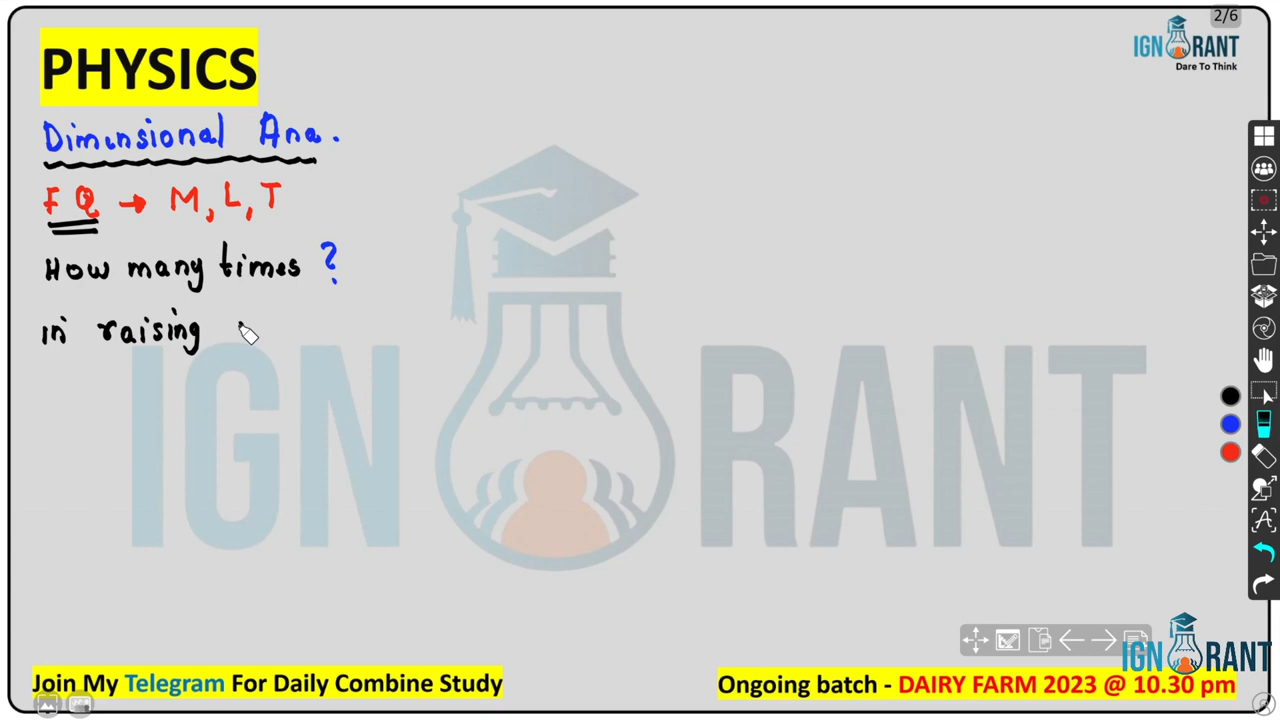 2/6
IGNORANT
Dare To Think
PHYSICS
Dimensional Ana.
F Q → M, L, T
How many times ?
in raising
IGNORANT
IGNORANT
Join My Telegram For Daily Combine Study
Ongoing batch - DAIRY FARM 2023 @ 10.30 pm